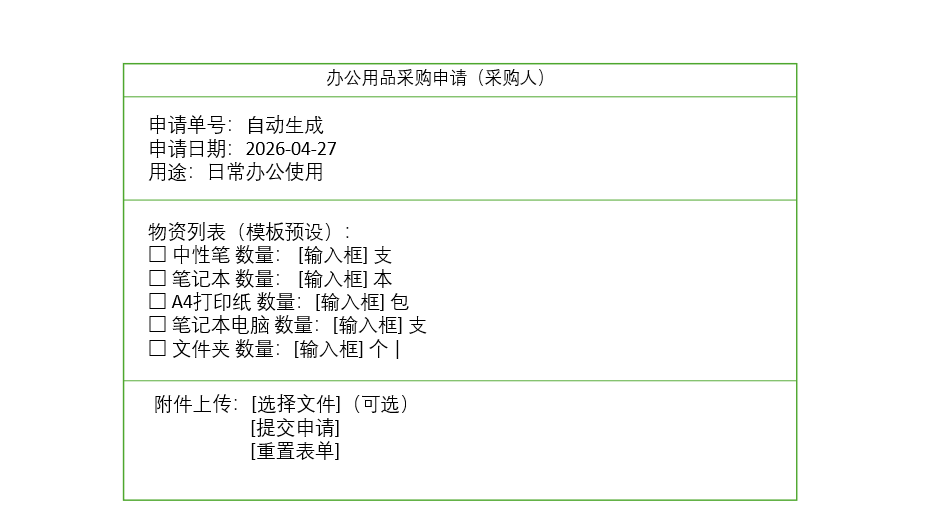 办公用品采购申请（采购人）
申请单号：自动生成
申请日期：2026-04-27
用途：日常办公使用
物资列表（模板预设）：
☐ 中性笔 数量： [输入框] 支
☐ 笔记本 数量： [输入框] 本
☐ A4打印纸 数量：[输入框] 包
☐ 笔记本电脑 数量：[输入框] 支
☐ 文件夹 数量：[输入框] 个 |
附件上传：[选择文件]（可选）
[提交申请]
[重置表单]